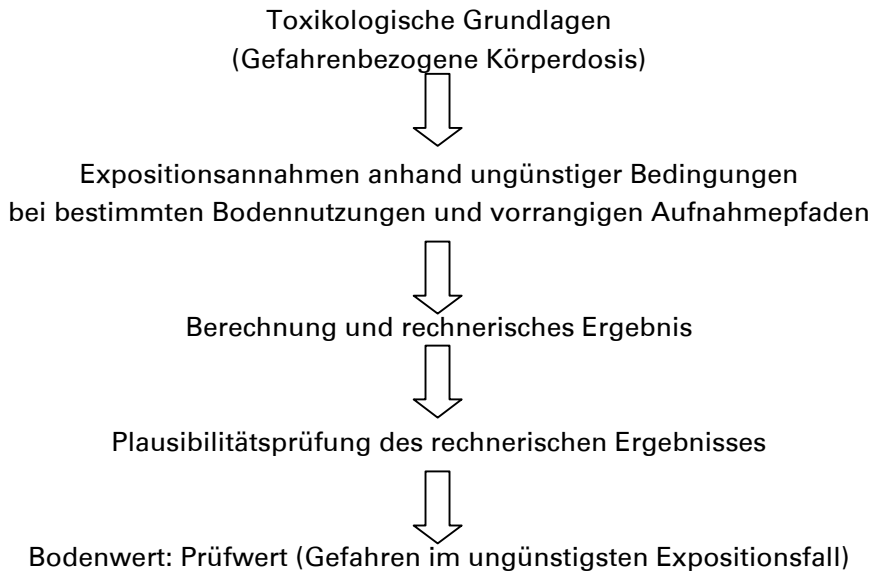 Toxikologische Grundlagen
(Gefahrenbezogene Körperdosis)
Expositionsannahmen anhand ungünstiger Bedingungen
bei bestimmten Bodennutzungen und vorrangigen Aufnahmepfaden
Berechnung und rechnerisches Ergebnis
Plausibilitätsprüfung des rechnerischen Ergebnisses
Bodenwert: Prüfwert (Gefahren im ungünstigsten Expositionsfall)